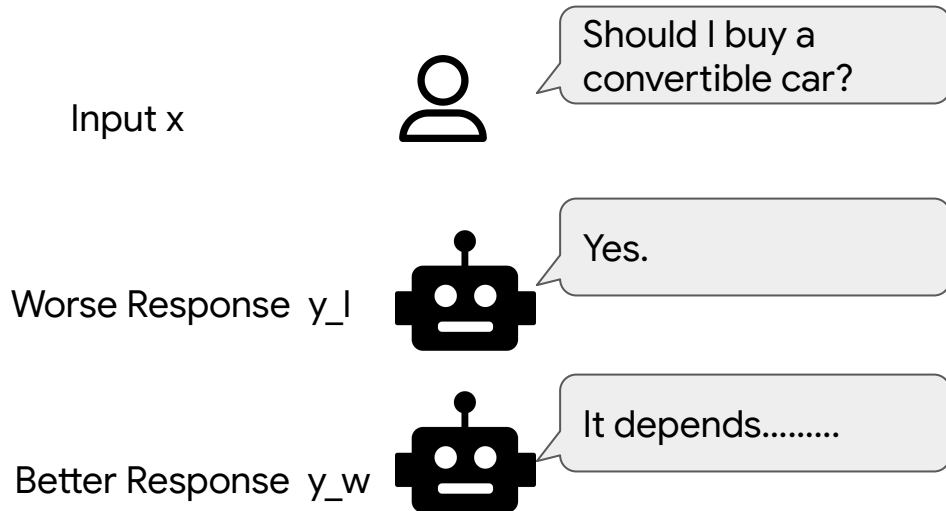 Should I buy a
convertible car?
Input x
Yes.
Worse Response y_l
It depends.........
Better Response y_w